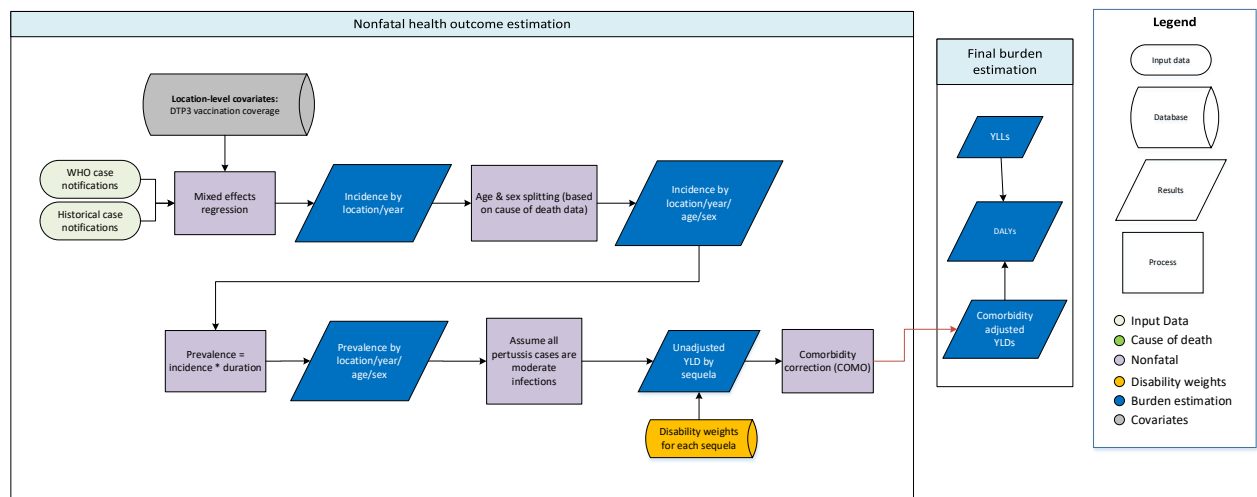 Nonfatal health outcome estimation
Location-level covariates:
DTP3 vaccination coverage
WHO case
notifications
Historical case
notifications
Mixed effects
regression
Incidence by
location/year
Age & sex splitting (based
on cause of death data)
Incidence by
location/year/
age/sex
Prevalence =
incidence * duration
Prevalence by
location/year/
age/sex
Assume all
pertussis cases are
moderate
infections
Unadjusted
YLD by
sequela
Disability weights
for each sequela
Comorbidity
correction (COMO)
Final burden
estimation
YLLs
DALYs
Comorbidity
adjusted
YLDs
Legend
Input data
Database
Results
Process
Input Data
Cause of death
Nonfatal
Disability weights
Burden estimation
Covariates